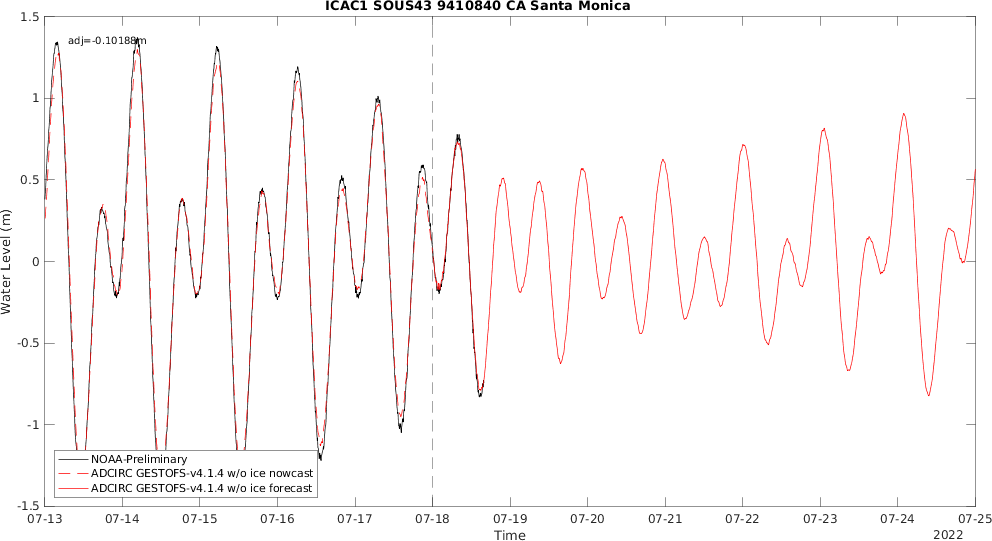 ICAC1 SOUS43 9410840 CA Santa Monica
adj=-0.10188m
1.5
1
0.5
0
-0.5
-1
-1.5
Water Level (m)
NOAA-Preliminary
ADCIRC GESTOFS-v4.1.4 w/o ice nowcast
ADCIRC GESTOFS-v4.1.4 w/o ice forecast
07-13 07-14 07-15 07-16 07-17 07-18 07-19 07-20 07-21 07-22 07-23 07-24 07-25
Time
2022